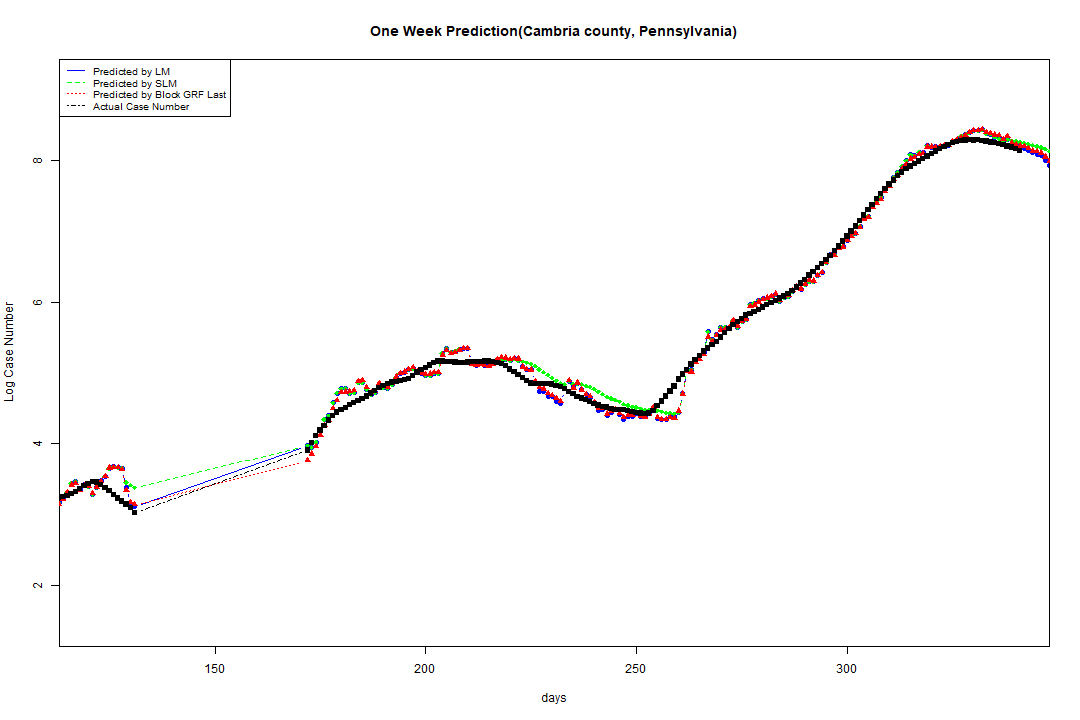 One Week Prediction(Cambria county, Pennsylvania)
Predicted by LM
Predicted by SLM
Predicted by Block GRF Last
Actual Case Number
8
6
4
2
Log Case Number
150 200 250 300
days